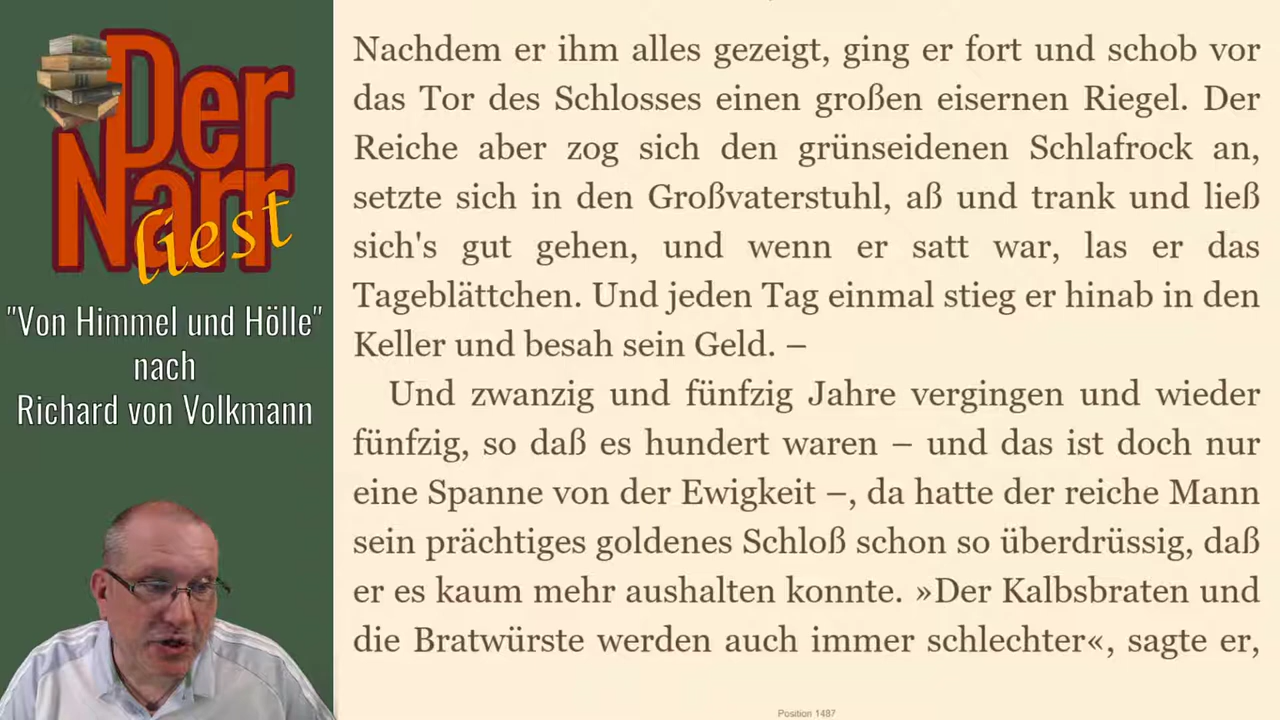 Der
Narr
liest
"Von Himmel und Hölle"
nach
Richard von Volkmann
Nachdem er ihm alles gezeigt, ging er fort und schob vor
das Tor des Schlosses einen großen eisernen Riegel. Der
Reiche aber zog sich den grünseidenen Schlafrock an,
setzte sich in den Großvaterstuhl, aß und trank und ließ
sich's gut gehen, und wenn er satt war, las er das
Tageblättchen. Und jeden Tag einmal stieg er hinab in den
Keller und besah sein Geld. –
Und zwanzig und fünfzig Jahre vergingen und wieder
fünfzig, so daß es hundert waren – und das ist doch nur
eine Spanne von der Ewigkeit –, da hatte der reiche Mann
sein prächtiges goldenes Schloß schon so überdrüssig, daß
er es kaum mehr aushalten konnte. »Der Kalbsbraten und
die Bratwürste werden auch immer schlechter«, sagte er,
Position 1487